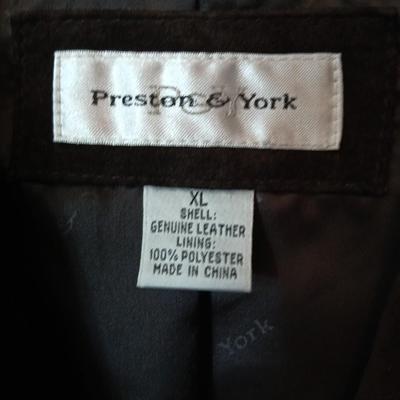 Preston & York
XL
SHELL:
GENUINE LEATHER
LINING:
100% POLYESTER
MADE IN CHINA
York